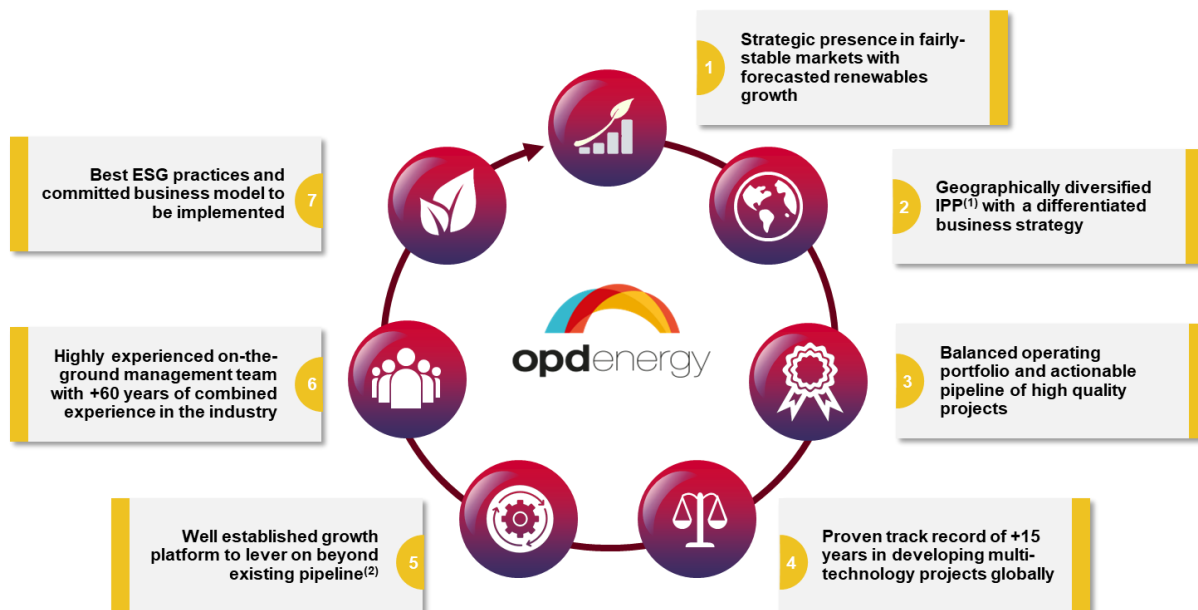 1
Strategic presence in fairly-
stable markets with
forecasted renewables
growth
2
Geographically diversified
IPP(1) with a differentiated
business strategy
3
Balanced operating
portfolio and actionable
pipeline of high quality
projects
4
Proven track record of +15
years in developing multi-
technology projects globally
5
Well established growth
platform to lever on beyond
existing pipeline(2)
6
Highly experienced on-the-
ground management team
with +60 years of combined
experience in the industry
7
Best ESG practices and
committed business model to
be implemented
opdenergy